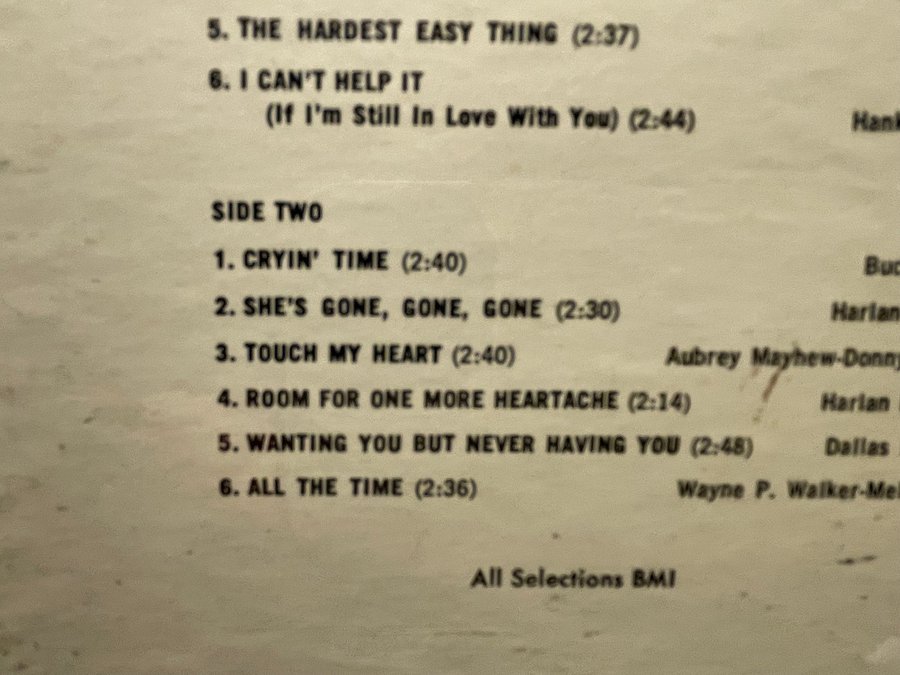 5. THE HARDEST EASY THING (2:37)
6. I CAN'T HELP IT
(If I'm Still In Love With You) (2:44) Hank
SIDE TWO
1. CRYIN' TIME (2:40) Buc
2. SHE'S GONE, GONE, GONE (2:30) Harlan
3. TOUCH MY HEART (2:40) Aubrey Mayhew-Donny
4. ROOM FOR ONE MORE HEARTACHE (2:14) Harlan
5. WANTING YOU BUT NEVER HAVING YOU (2:48) Dallas
6. ALL THE TIME (2:36) Wayne P. Walker-Mel
All Selections BMI